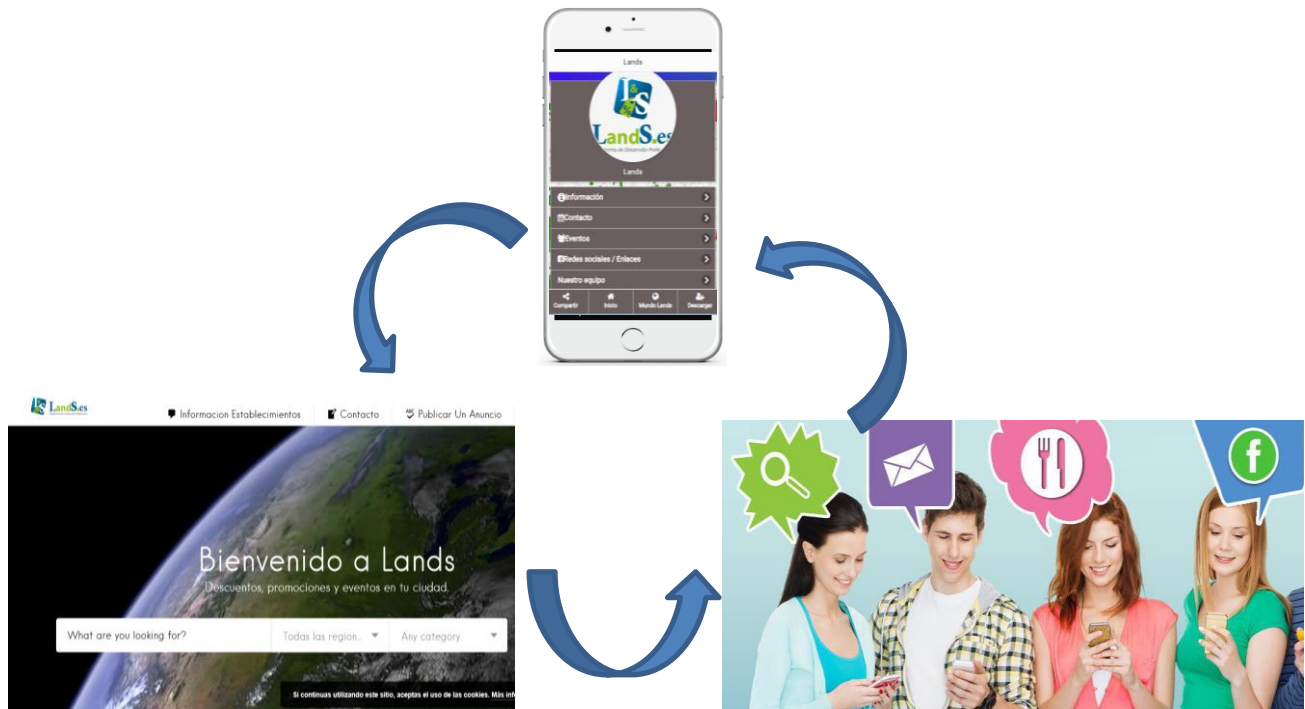 Lands
L&S
LandS.es
Lands
Información
Contacto
Eventos
Redes sociales / Enlaces
Nuestro equipo
Compartir
Inicio
Mundo Lands
Descargar
LandS.es
Informacion Establecimientos
Contacto
Publicar Un Anuncio
Bienvenido a Lands
Descuentos, promociones y eventos en tu ciudad.
What are you looking for?
Todas las region..
Any category
Si continuas utilizando este sitio, aceptas el uso de las cookies. Más
f